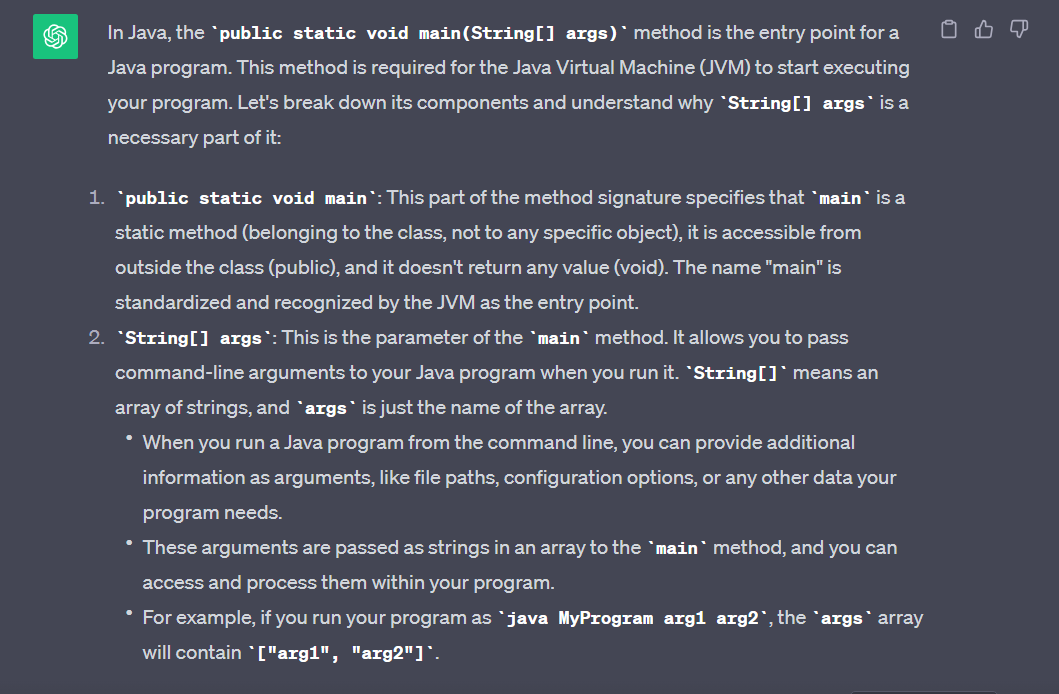 In Java, the `public static void main(String[] args)` method is the entry point for a
Java program. This method is required for the Java Virtual Machine (JVM) to start executing
your program. Let's break down its components and understand why `String[] args` is a
necessary part of it:
1. `public static void main`: This part of the method signature specifies that `main` is a
static method (belonging to the class, not to any specific object), it is accessible from
outside the class (public), and it doesn't return any value (void). The name "main" is
standardized and recognized by the JVM as the entry point.
2. `String[] args`: This is the parameter of the `main` method. It allows you to pass
command-line arguments to your Java program when you run it. `String[]` means an
array of strings, and `args` is just the name of the array.
• When you run a Java program from the command line, you can provide additional
information as arguments, like file paths, configuration options, or any other data your
program needs.
• These arguments are passed as strings in an array to the `main` method, and you can
access and process them within your program.
• For example, if you run your program as `java MyProgram arg1 arg2`, the `args` array
will contain `["arg1", "arg2"]`.